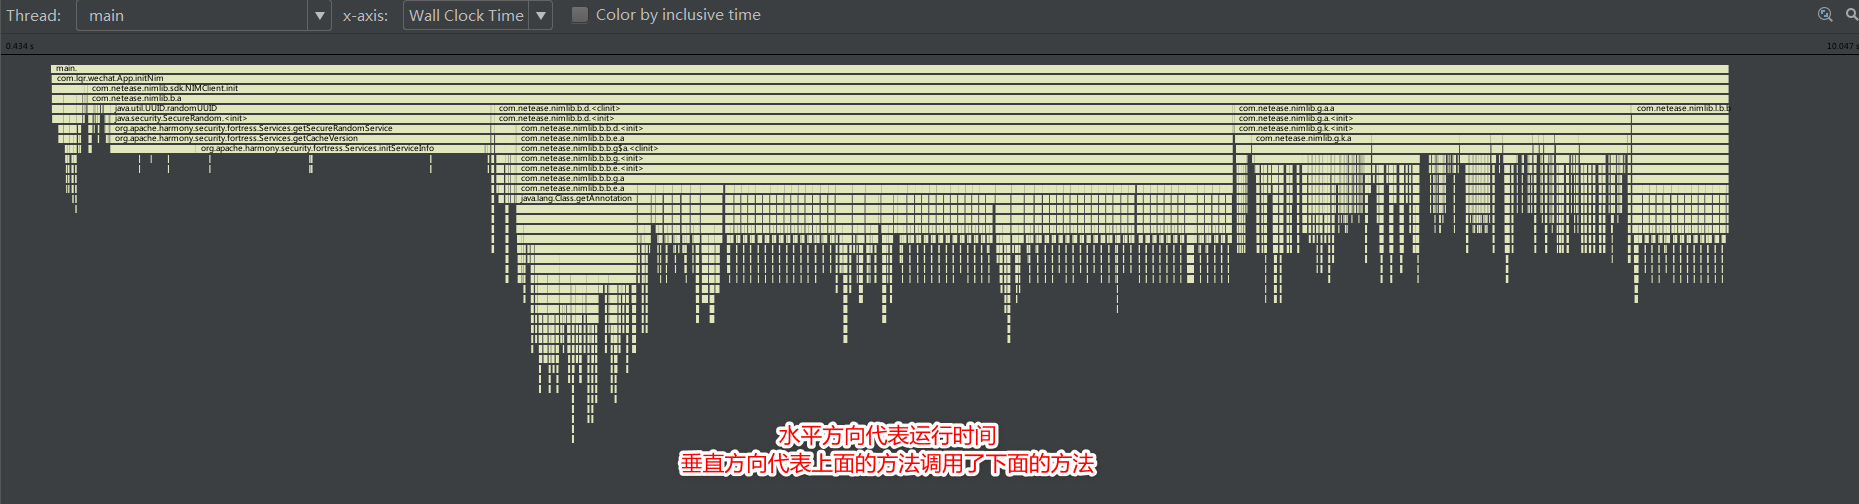 Thread: main x-axis: Wall Clock Time Color by inclusive time
0.434 s 10.047 s
main.
com.lqr.wechat.App.initNim
com.netease.nimlib.sdk.NIMClient.init
com.netease.nimlib.b.a
java.util.UUID.randomUUID com.netease.nimlib.b.d.<clinit> com.netease.nimlib.g.a.a com.netease.nimlib.l.b.b
java.security.SecureRandom.<init> com.netease.nimlib.b.d.<init> com.netease.nimlib.g.a.<init>
org.apache.harmony.security.fortress.Services.getSecureRandomService com.netease.nimlib.b.b.d.<init> com.netease.nimlib.g.k.<init>
org.apache.harmony.security.fortress.Services.getCacheVersion com.netease.nimlib.b.b.e.a com.netease.nimlib.g.k.a
org.apache.harmony.security.fortress.Services.initServiceInfo com.netease.nimlib.b.b.g$a.<clinit>
com.netease.nimlib.b.b.g.<init>
com.netease.nimlib.b.b.e.<init>
com.netease.nimlib.b.b.g.a
com.netease.nimlib.b.b.e.a
java.lang.Class.getAnnotation
水平方向代表运行时间
垂直方向代表上面的方法调用了下面的方法